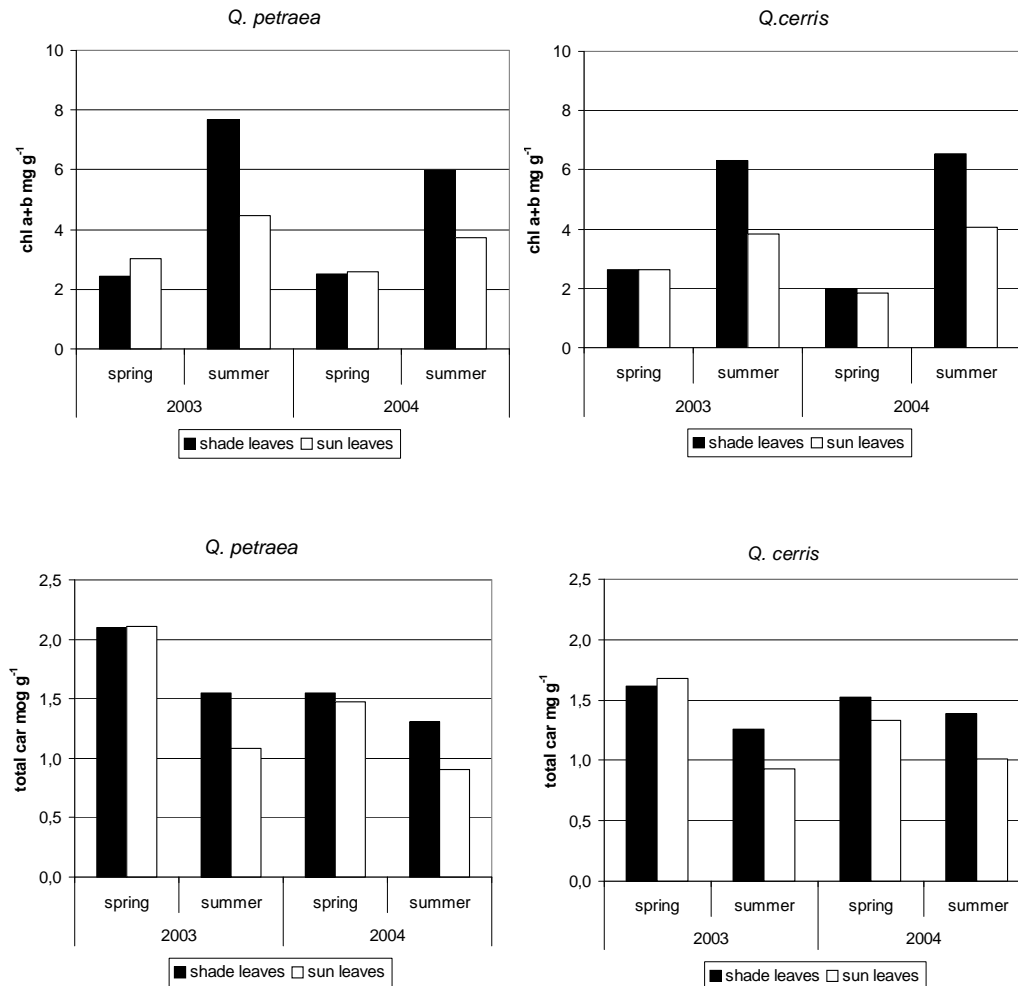 Q. petraea
10
8
6
4
2
0
chl a+b mg g-1
spring summer spring summer
2003 2004
shade leaves sun leaves
Q.cerris
10
8
6
4
2
0
chl a+b mg g-1
spring summer spring summer
2003 2004
shade leaves sun leaves
Q. petraea
2,5
2,0
1,5
1,0
0,5
0,0
total car mog g-1
spring summer spring summer
2003 2004
shade leaves sun leaves
Q. cerris
2,5
2,0
1,5
1,0
0,5
0,0
total car mg g-1
spring summer spring summer
2003 2004
shade leaves sun leaves